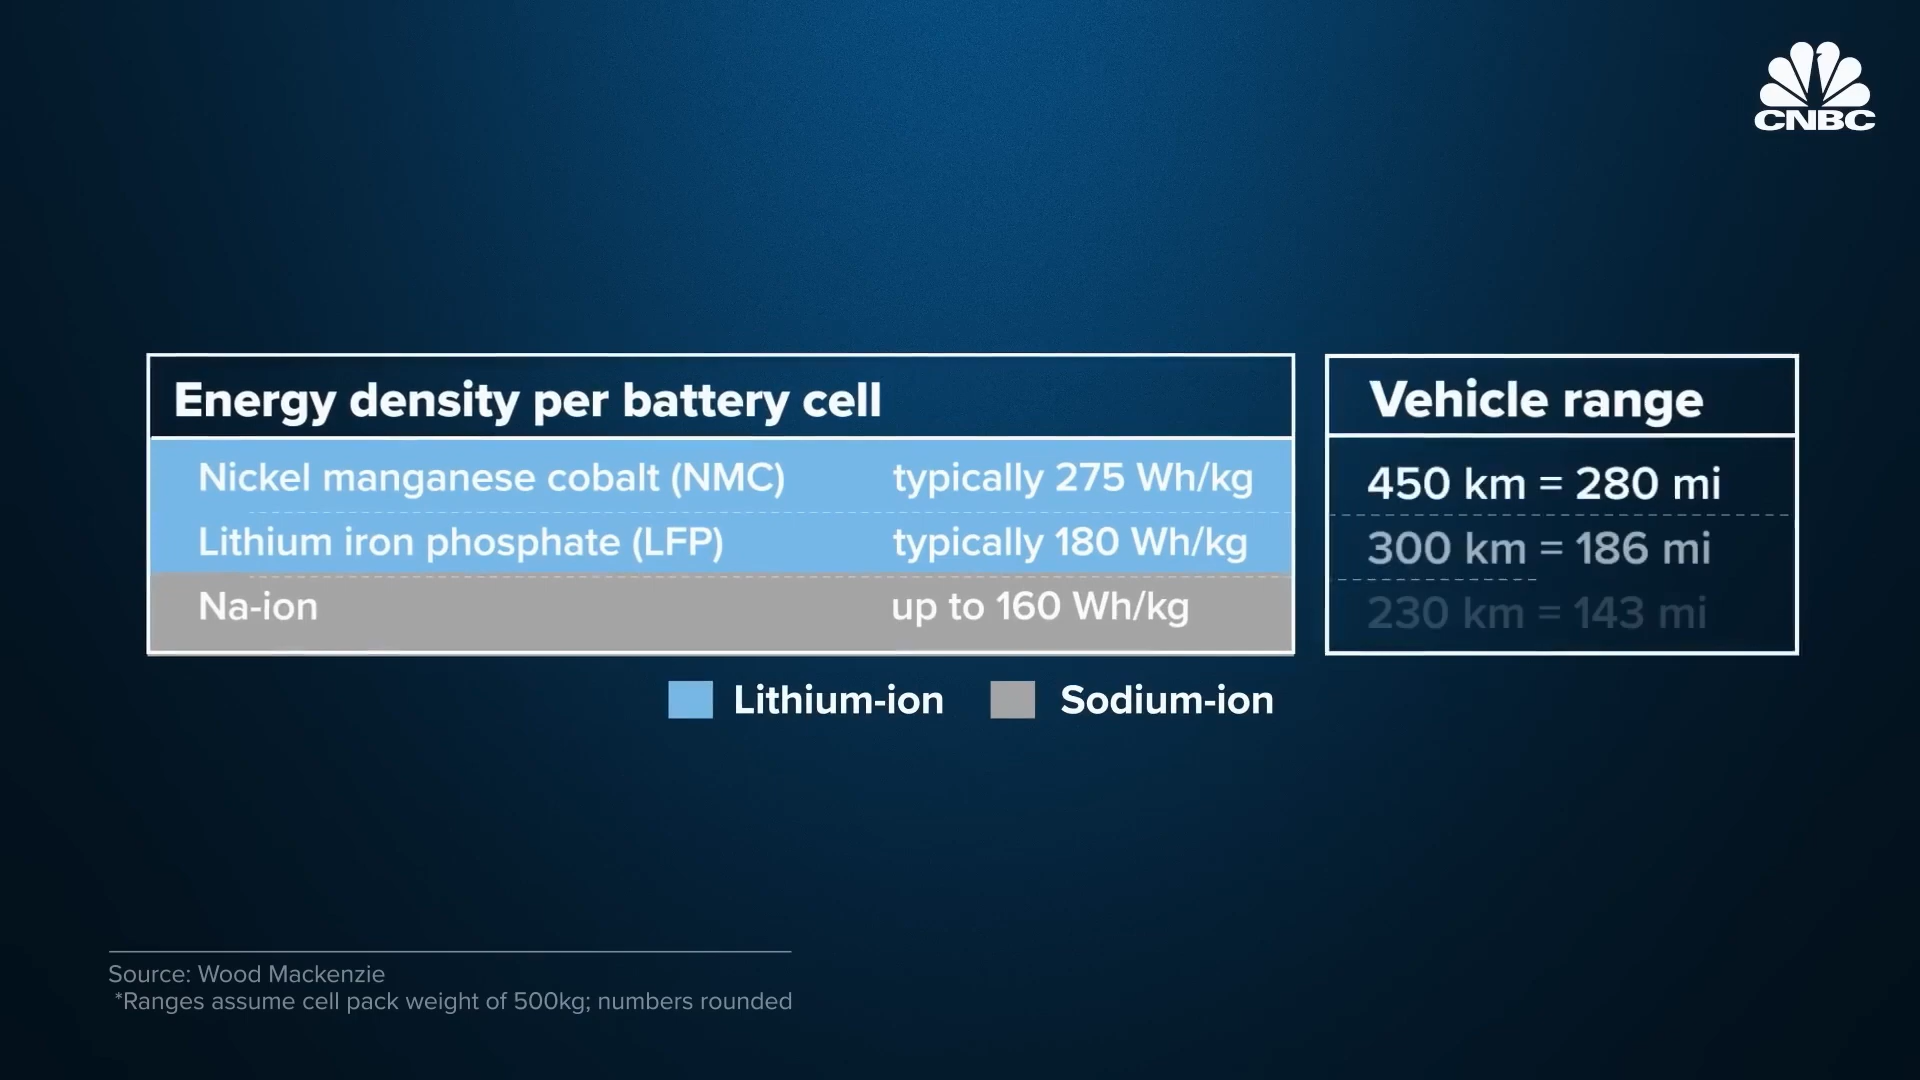 CNBC
Energy density per battery cell
Vehicle range
Nickel manganese cobalt (NMC) typically 275 Wh/kg
450 km = 280 mi
Lithium iron phosphate (LFP) typically 180 Wh/kg
300 km = 186 mi
Na-ion up to 160 Wh/kg
230 km = 143 mi
Lithium-ion Sodium-ion
Source: Wood Mackenzie
*Ranges assume cell pack weight of 500kg; numbers rounded